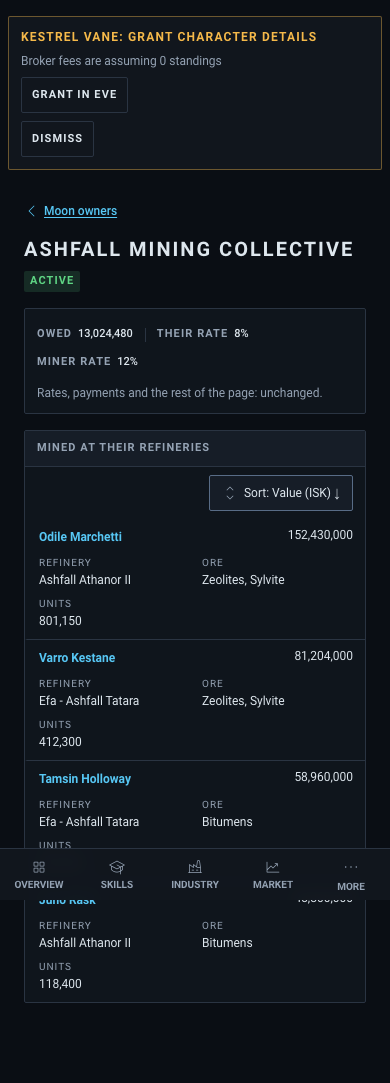 KESTREL VANE: GRANT CHARACTER DETAILS
Broker fees are assuming 0 standings
GRANT IN EVE
DISMISS
Moon owners
ASHFALL MINING COLLECTIVE
ACTIVE
OWED 13,024,480 THEIR RATE 8%
MINER RATE 12%
Rates, payments and the rest of the page: unchanged.
MINED AT THEIR REFINERIES
Sort: Value (ISK) ↓
Odile Marchetti 152,430,000
REFINERY ORE
Ashfall Athanor II Zeolites, Sylvite
UNITS
801,150
Varro Kestane 81,204,000
REFINERY ORE
Efa - Ashfall Tatara Zeolites, Sylvite
UNITS
412,300
Tamsin Holloway 58,960,000
REFINERY ORE
Efa - Ashfall Tatara Bitumens
UNITS
OVERVIEW SKILLS INDUSTRY MARKET MORE
Juno Rask
REFINERY ORE
Ashfall Athanor II Bitumens
UNITS
118,400